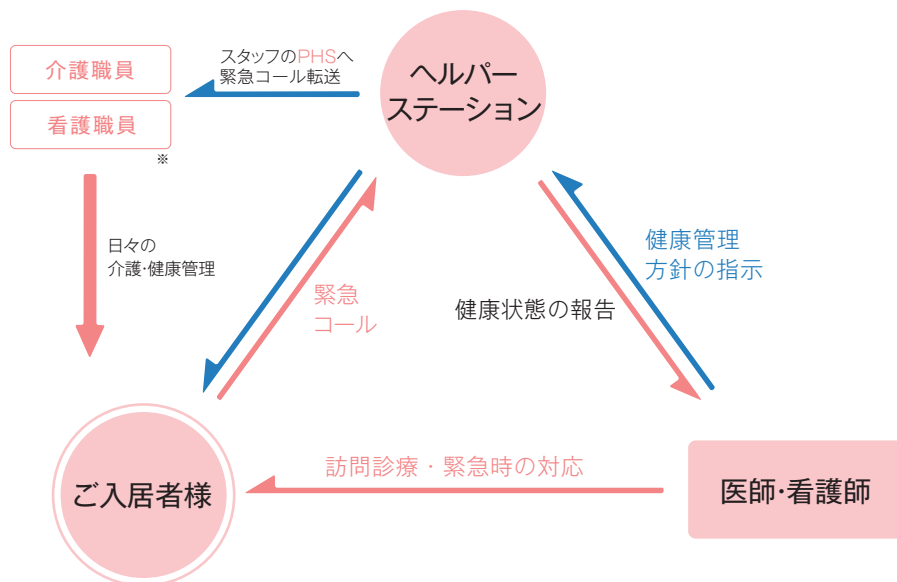 介護職員
看護職員
※
スタッフのPHSへ
緊急コール転送
ヘルパー
ステーション
日々の
介護・健康管理
緊急
コール
健康状態の報告
健康管理
方針の指示
ご入居者様
訪問診療・緊急時の対応
医師・看護師